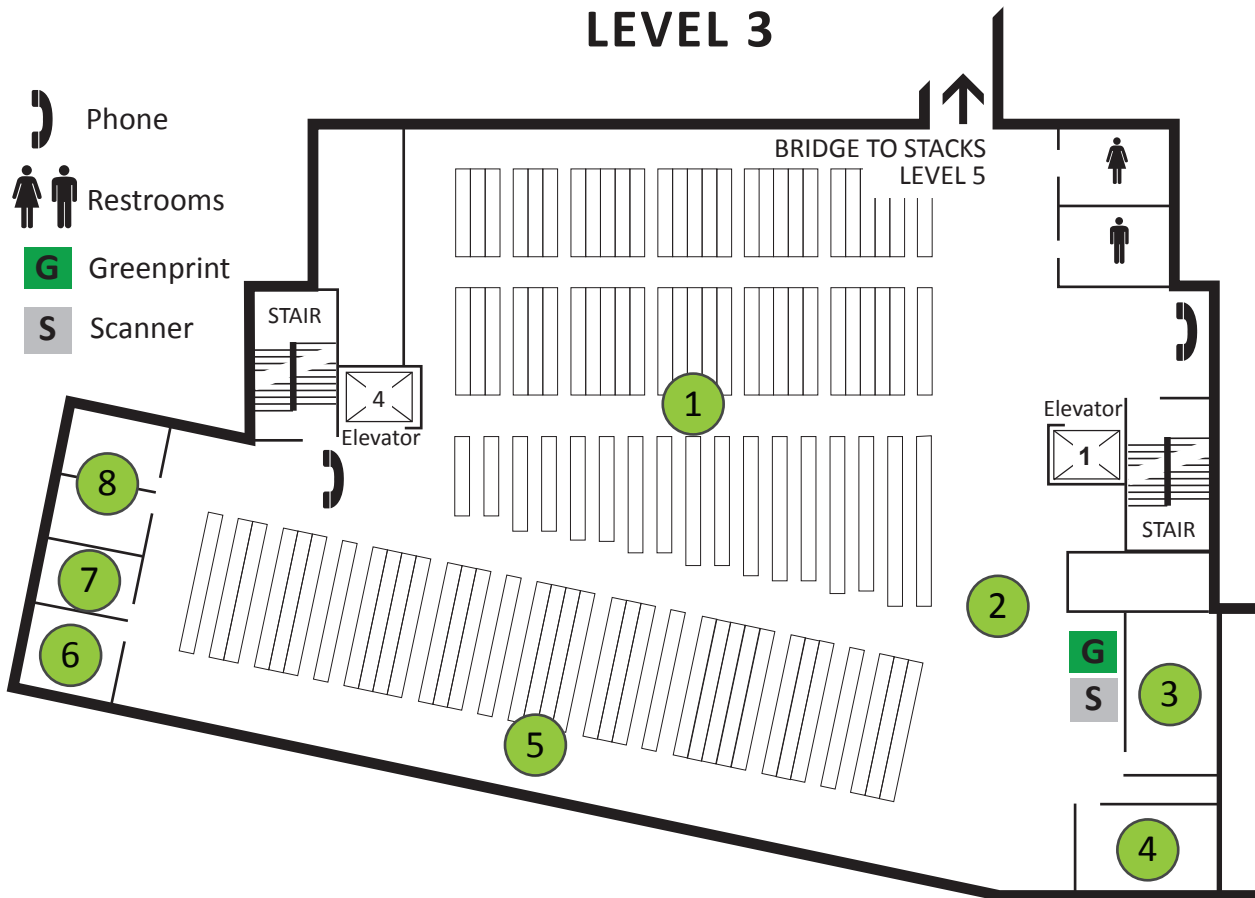 LEVEL 3
Phone
Restrooms
G Greenprint
S Scanner
BRIDGE TO STACKS
LEVEL 5
STAIR
4
Elevator
1
Elevator
1
STAIR
8
7
6
5
2
G
S
3
4